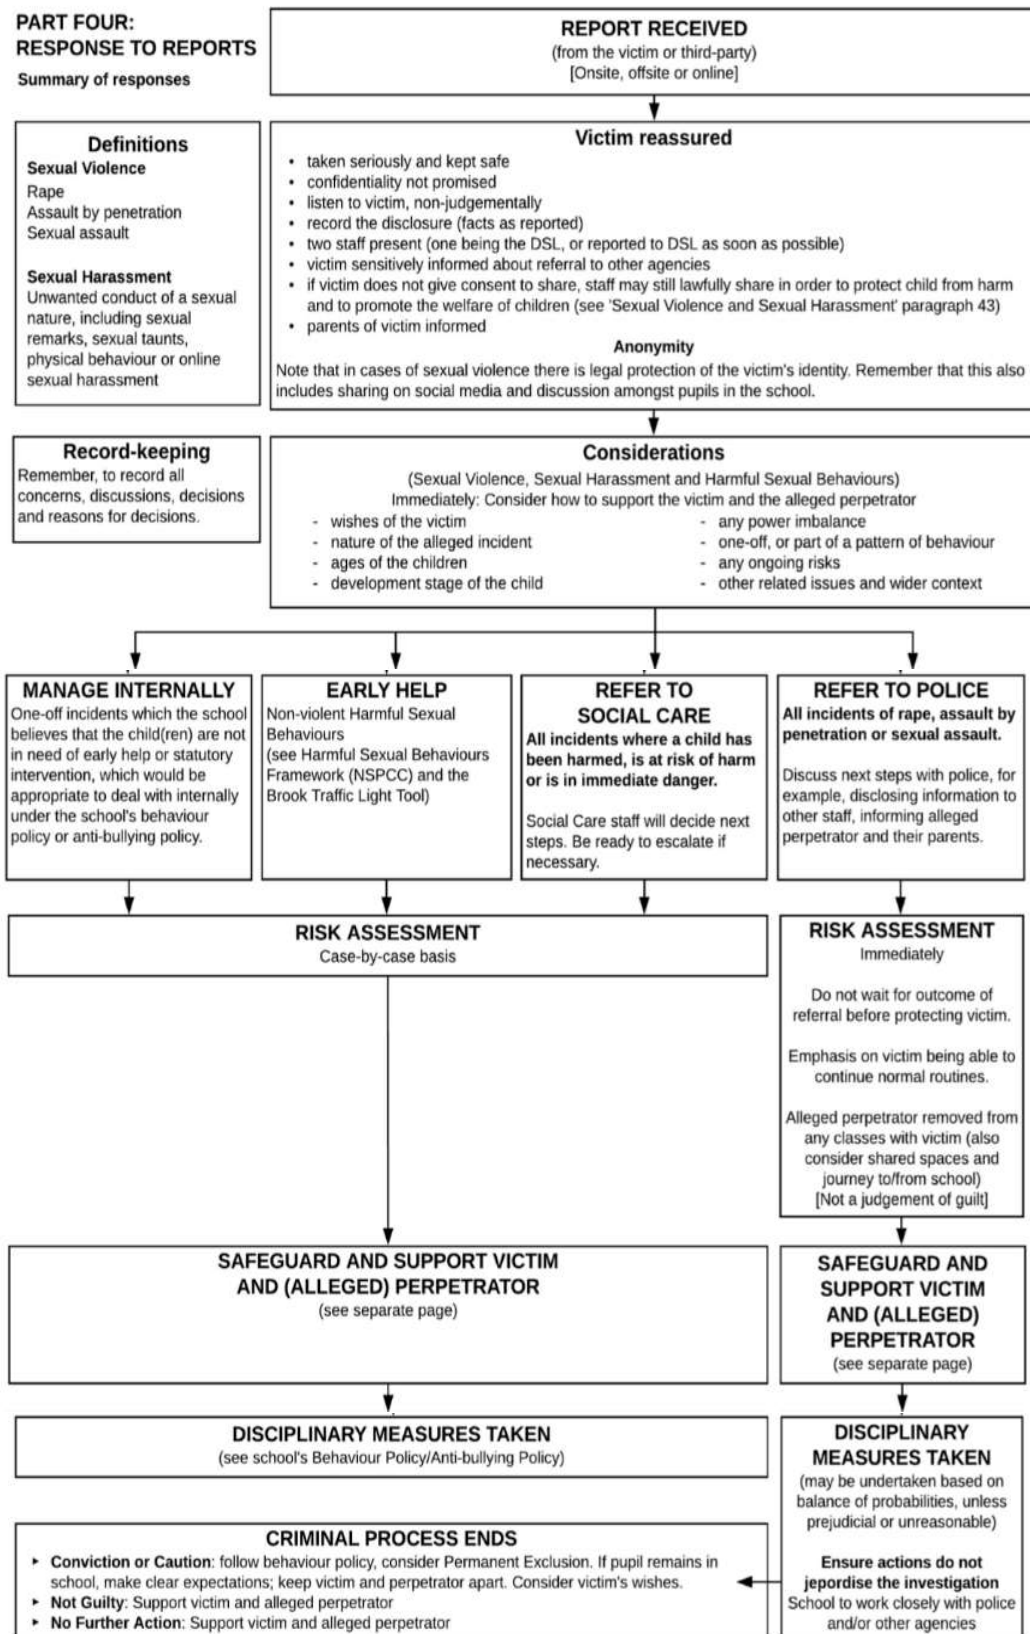 PART FOUR:
RESPONSE TO REPORTS
Summary of responses
REPORT RECEIVED
(from the victim or third-party)
[Onsite, offsite or online]
Definitions
Sexual Violence
Rape
Assault by penetration
Sexual assault
Sexual Harassment
Unwanted conduct of a sexual
nature, including sexual
remarks, sexual taunts,
physical behaviour or online
sexual harassment
Victim reassured
• taken seriously and kept safe
• confidentiality not promised
• listen to victim, non-judgementally
• record the disclosure (facts as reported)
• two staff present (one being the DSL, or reported to DSL as soon as possible)
• victim sensitively informed about referral to other agencies
• if victim does not give consent to share, staff may still lawfully share in order to protect child from harm
and to promote the welfare of children (see 'Sexual Violence and Sexual Harassment' paragraph 43)
• parents of victim informed
Anonymity
Note that in cases of sexual violence there is legal protection of the victim's identity. Remember that this also
includes sharing on social media and discussion amongst pupils in the school.
Record-keeping
Remember, to record all
concerns, discussions, decisions
and reasons for decisions.
Considerations
(Sexual Violence, Sexual Harassment and Harmful Sexual Behaviours)
Immediately: Consider how to support the victim and the alleged perpetrator
- wishes of the victim
- nature of the alleged incident
- ages of the children
- development stage of the child
- any power imbalance
- one-off, or part of a pattern of behaviour
- any ongoing risks
- other related issues and wider context
MANAGE INTERNALLY
One-off incidents which the school
believes that the child(ren) are not
in need of early help or statutory
intervention, which would be
appropriate to deal with internally
under the school's behaviour
policy or anti-bullying policy.
EARLY HELP
Non-violent Harmful Sexual
Behaviours
(see Harmful Sexual Behaviours
Framework (NSPCC) and the
Brook Traffic Light Tool)
REFER TO
SOCIAL CARE
All incidents where a child has
been harmed, is at risk of harm
or is in immediate danger.
Social Care staff will decide next
steps. Be ready to escalate if
necessary.
REFER TO POLICE
All incidents of rape, assault by
penetration or sexual assault.
Discuss next steps with police, for
example, disclosing information to
other staff, informing alleged
perpetrator and their parents.
RISK ASSESSMENT
Case-by-case basis
RISK ASSESSMENT
Immediately
Do not wait for outcome of
referral before protecting victim.
Emphasis on victim being able to
continue normal routines.
Alleged perpetrator removed from
any classes with victim (also
consider shared spaces and
journey to/from school)
[Not a judgement of guilt]
SAFEGUARD AND SUPPORT VICTIM
AND (ALLEGED) PERPETRATOR
(see separate page)
SAFEGUARD AND
SUPPORT VICTIM
AND (ALLEGED)
PERPETRATOR
(see separate page)
DISCIPLINARY MEASURES TAKEN
(see school's Behaviour Policy/Anti-bullying Policy)
DISCIPLINARY
MEASURES TAKEN
(may be undertaken based on
balance of probabilities, unless
prejudicial or unreasonable)
Ensure actions do not
jepordise the investigation
School to work closely with police
and/or other agencies
CRIMINAL PROCESS ENDS
▸ Conviction or Caution: follow behaviour policy, consider Permanent Exclusion. If pupil remains in
school, make clear expectations; keep victim and perpetrator apart. Consider victim's wishes.
▸ Not Guilty: Support victim and alleged perpetrator
▸ No Further Action: Support victim and alleged perpetrator